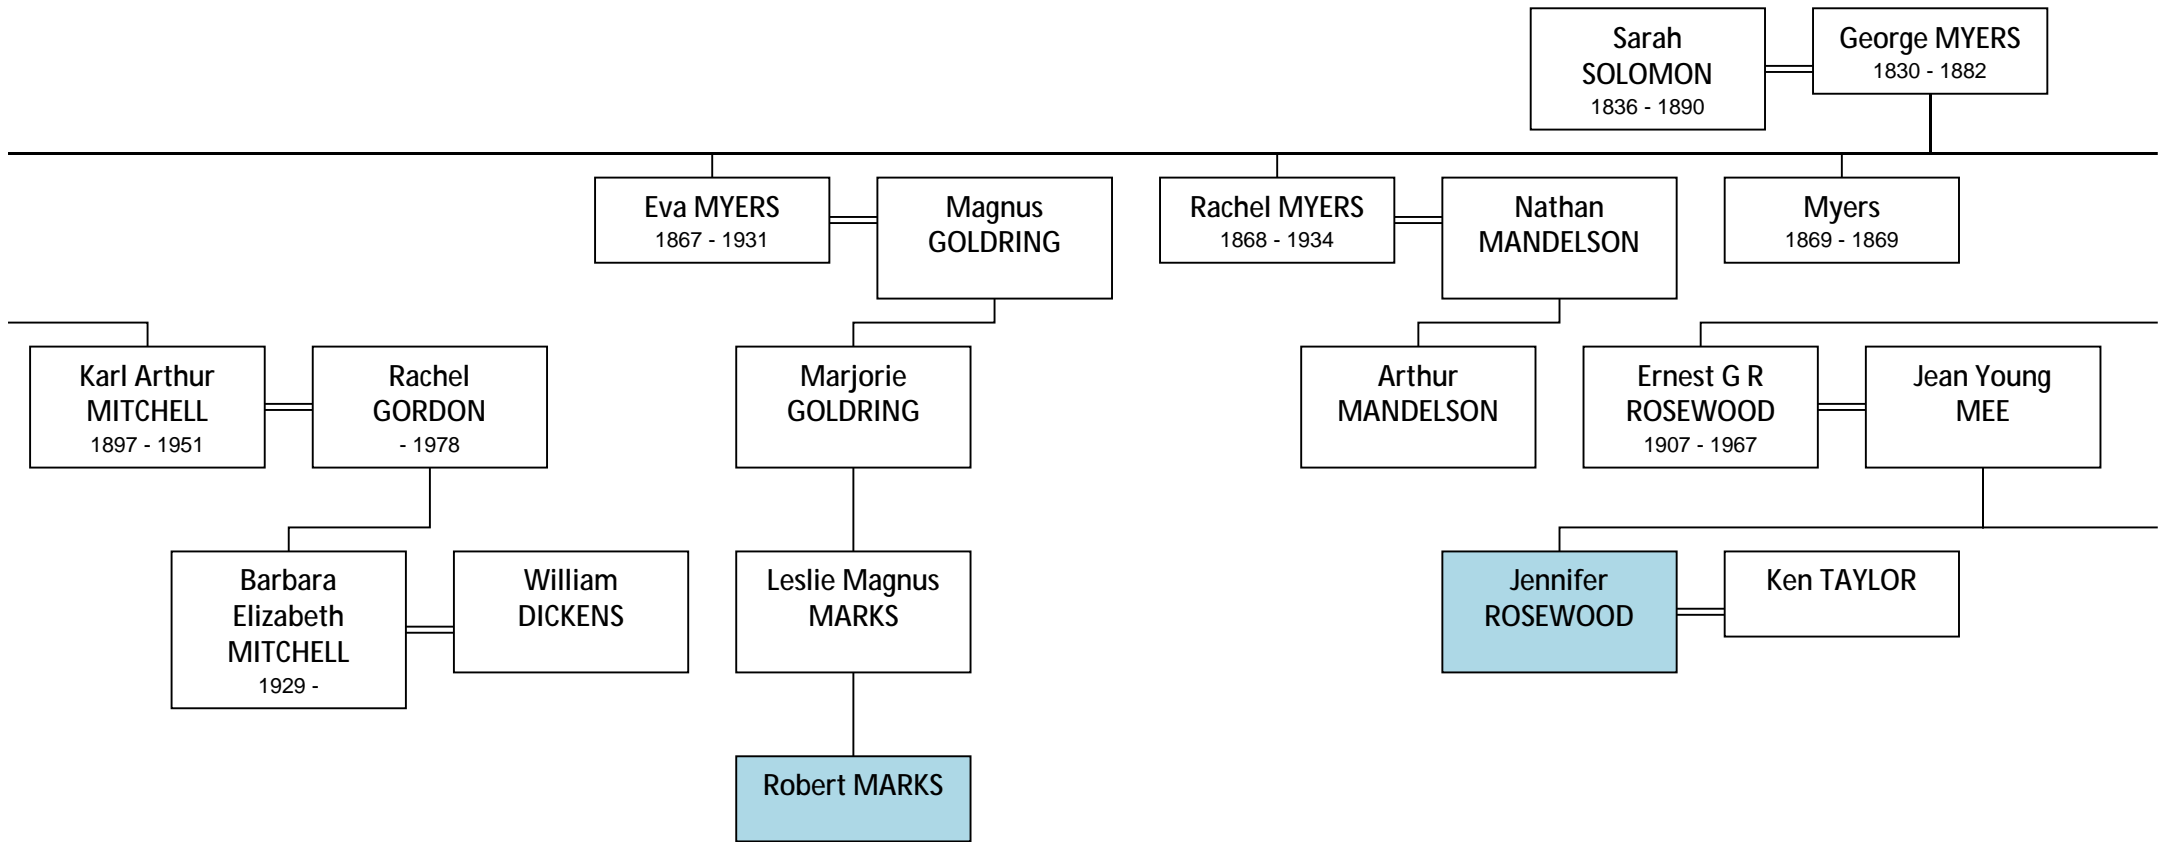 Sarah
SOLOMON
1836 - 1890
George MYERS
1830 - 1882
Eva MYERS
1867 - 1931
Magnus
GOLDRING
Rachel MYERS
1868 - 1934
Nathan
MANDELSON
Myers
1869 - 1869
Karl Arthur
MITCHELL
1897 - 1951
Rachel
GORDON
- 1978
Marjorie
GOLDRING
Arthur
MANDELSON
Ernest G R
ROSEWOOD
1907 - 1967
Jean Young
MEE
Barbara
Elizabeth
MITCHELL
1929 -
William
DICKENS
Leslie Magnus
MARKS
Jennifer
ROSEWOOD
Ken TAYLOR
Robert MARKS